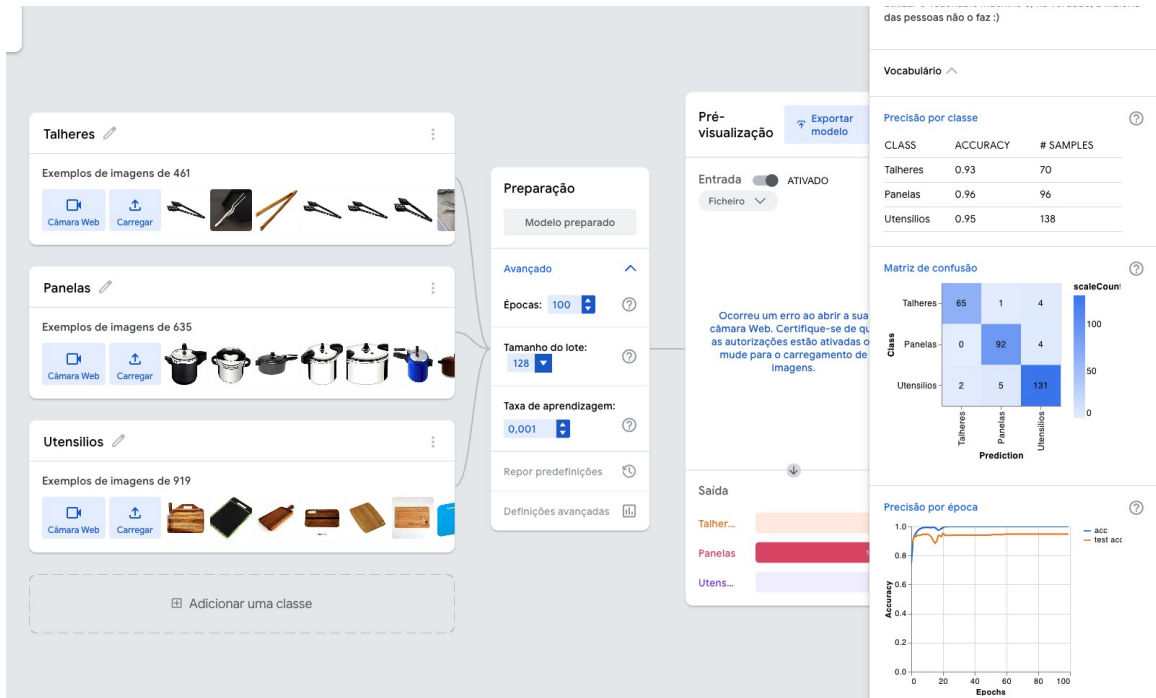 das pessoas não o faz :)
Vocabulário
Talheres
Exemplos de imagens de 461
Câmara Web
Carregar
Panelas
Exemplos de imagens de 635
Câmara Web
Carregar
Utensilios
Exemplos de imagens de 919
Câmara Web
Carregar
Adicionar uma classe
Preparação
Modelo preparado
Avançado
Épocas: 100
Tamanho do lote:
128
Taxa de aprendizagem:
0,001
Repor predefinições
Definições avançadas
Pré-
visualização
Exportar
modelo
Entrada ATIVADO
Ficheiro
Ocorreu um erro ao abrir a sua
câmara Web. Certifique-se de qu
as autorizações estão ativadas o
mude para o carregamento de
imagens.
Saída
Talher...
Panelas
Utens...
Precisão por classe
CLASS ACCURACY # SAMPLES
Talheres 0.93 70
Panelas 0.96 96
Utensilios 0.95 138
Matriz de confusão
scaleCount
Class
Talheres 65 1 4
Panelas 0 92 4
Utensilios 2 5 131
Talheres Panelas Utensilios
Prediction
100
50
0
Precisão por época
Accuracy
1.0
0.8
0.6
0.4
0.2
0.0
0 20 40 60 80 100
Epochs
acc
test acc